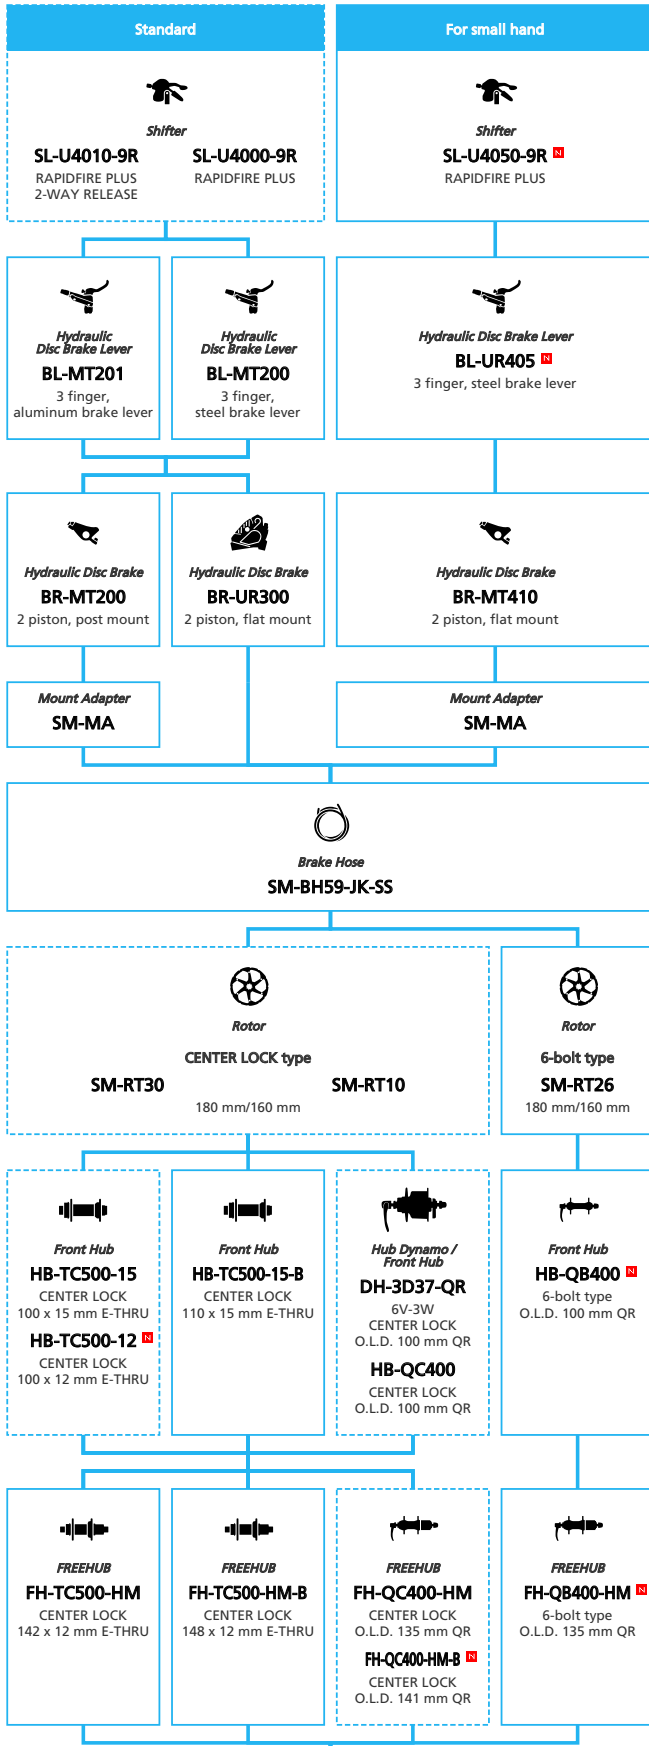 Standard
For small hand
Shifter
SL-U4010-9R
RAPIDFIRE PLUS
2-WAY RELEASE
SL-U4000-9R
RAPIDFIRE PLUS
Shifter
SL-U4050-9R N
RAPIDFIRE PLUS
Hydraulic
Disc Brake Lever
BL-MT201
3 finger,
aluminum brake lever
Hydraulic
Disc Brake Lever
BL-MT200
3 finger,
steel brake lever
Hydraulic Disc Brake Lever
BL-UR405 N
3 finger, steel brake lever
Hydraulic Disc Brake
BR-MT200
2 piston, post mount
Hydraulic Disc Brake
BR-UR300
2 piston, flat mount
Hydraulic Disc Brake
BR-MT410
2 piston, flat mount
Mount Adapter
SM-MA
Mount Adapter
SM-MA
Brake Hose
SM-BH59-JK-SS
Rotor
CENTER LOCK type
SM-RT30
SM-RT10
180 mm/160 mm
Rotor
6-bolt type
SM-RT26
180 mm/160 mm
Front Hub
HB-TC500-15
CENTER LOCK
100 x 15 mm E-THRU
HB-TC500-12 N
CENTER LOCK
100 x 12 mm E-THRU
Front Hub
HB-TC500-15-B
CENTER LOCK
110 x 15 mm E-THRU
Hub Dynamo /
Front Hub
DH-3D37-QR
6V-3W
CENTER LOCK
O.L.D. 100 mm QR
HB-QC400
CENTER LOCK
O.L.D. 100 mm QR
Front Hub
HB-QB400 N
6-bolt type
O.L.D. 100 mm QR
FREEHUB
FH-TC500-HM
CENTER LOCK
142 x 12 mm E-THRU
FREEHUB
FH-TC500-HM-B
CENTER LOCK
148 x 12 mm E-THRU
FREEHUB
FH-QC400-HM
CENTER LOCK
O.L.D. 135 mm QR
FH-QC400-HM-B N
CENTER LOCK
O.L.D. 141 mm QR
FREEHUB
FH-QB400-HM N
6-bolt type
O.L.D. 135 mm QR